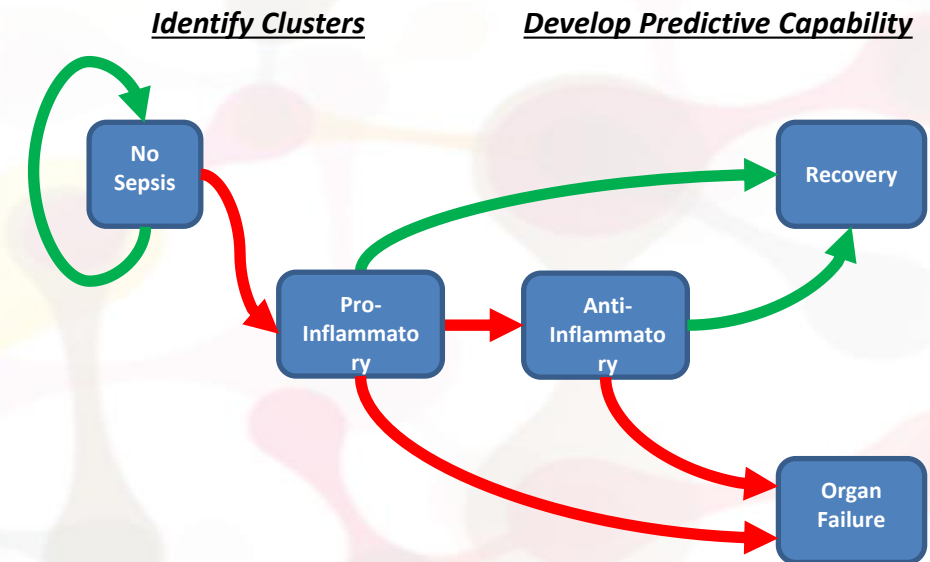 Identify Clusters
Develop Predictive Capability
No
Sepsis
Recovery
Pro-
Inflammato
ry
Anti-
Inflammato
ry
Organ
Failure